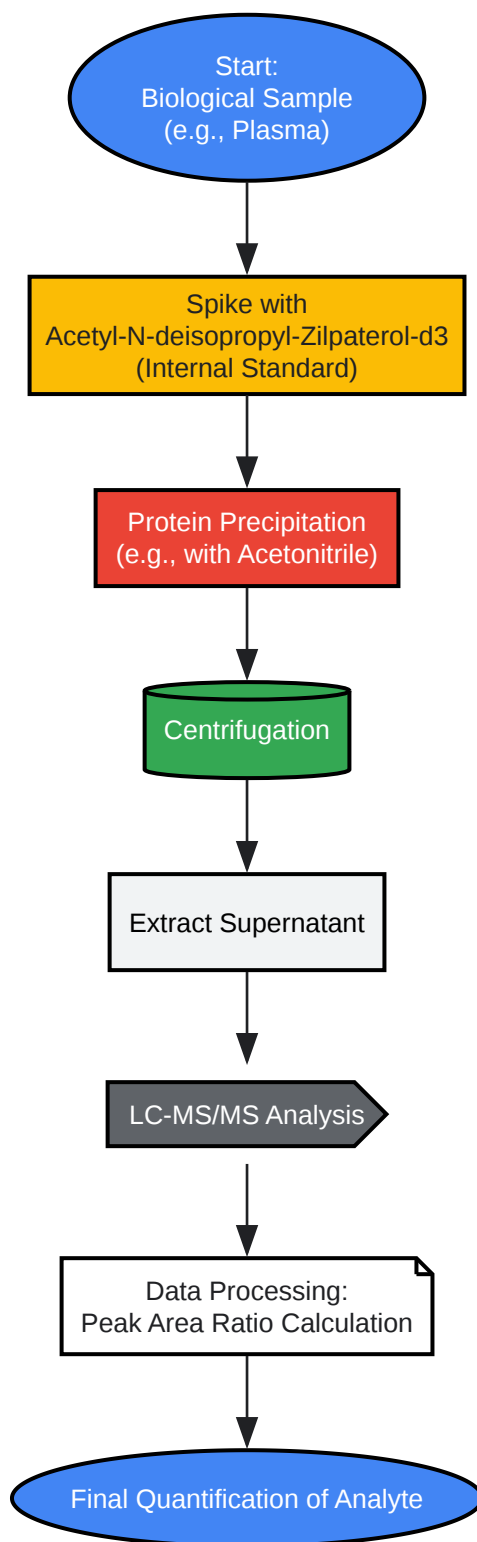 Start:
Biological Sample
(e.g., Plasma)
Spike with
Acetyl-N-deisopropyl-Zilpaterol-d3
(Internal Standard)
Protein Precipitation
(e.g., with Acetonitrile)
Centrifugation
Extract Supernatant
LC-MS/MS Analysis
Data Processing:
Peak Area Ratio Calculation
Final Quantification of Analyte